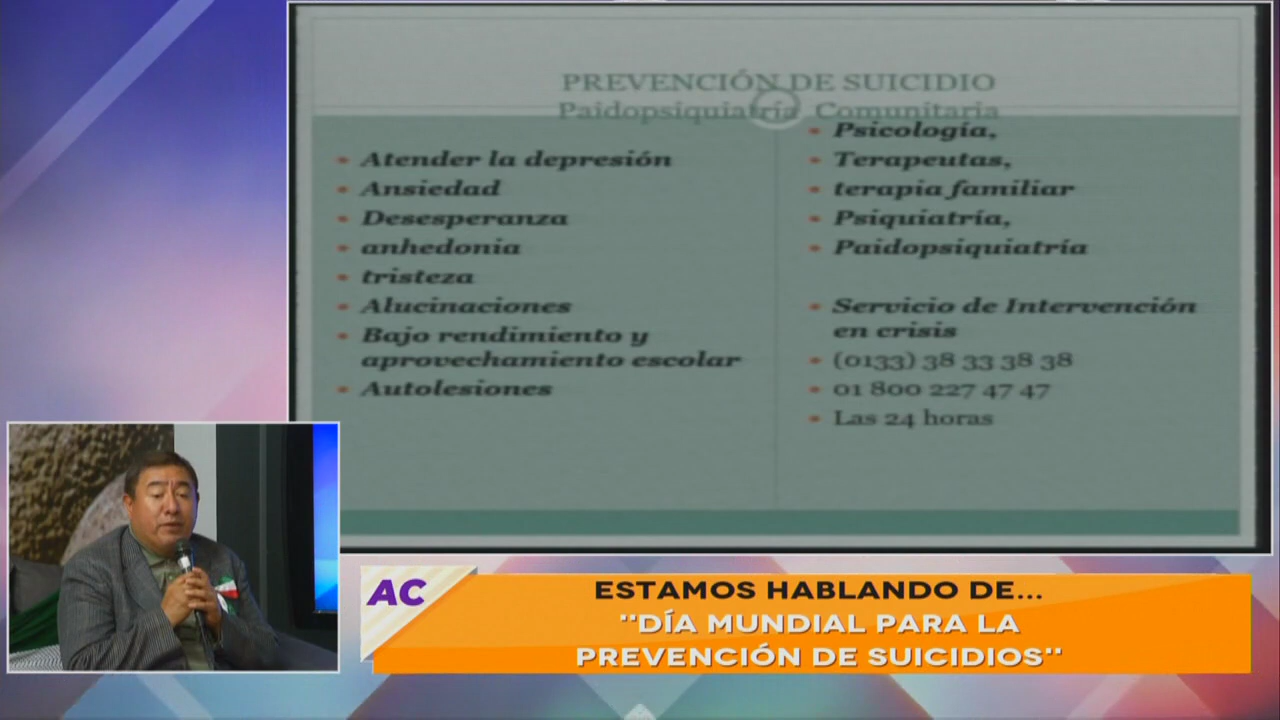 PREVENCIÓN DE SUICIDIO
Paidopsiquiatría Comunitaria
Atender la depresión
Ansiedad
Desesperanza
anhedonia
tristeza
Alucinaciones
Bajo rendimiento y
aprovechamiento escolar
Autolesiones
Psicología,
Terapeutas,
terapia familiar
Psiquiatría,
Paidopsiquiatría
Servicio de Intervención
en crisis
(0133) 38 33 38 38
01 800 227 47 47
Las 24 horas
AC
ESTAMOS HABLANDO DE...
"DÍA MUNDIAL PARA LA
PREVENCIÓN DE SUICIDIOS"